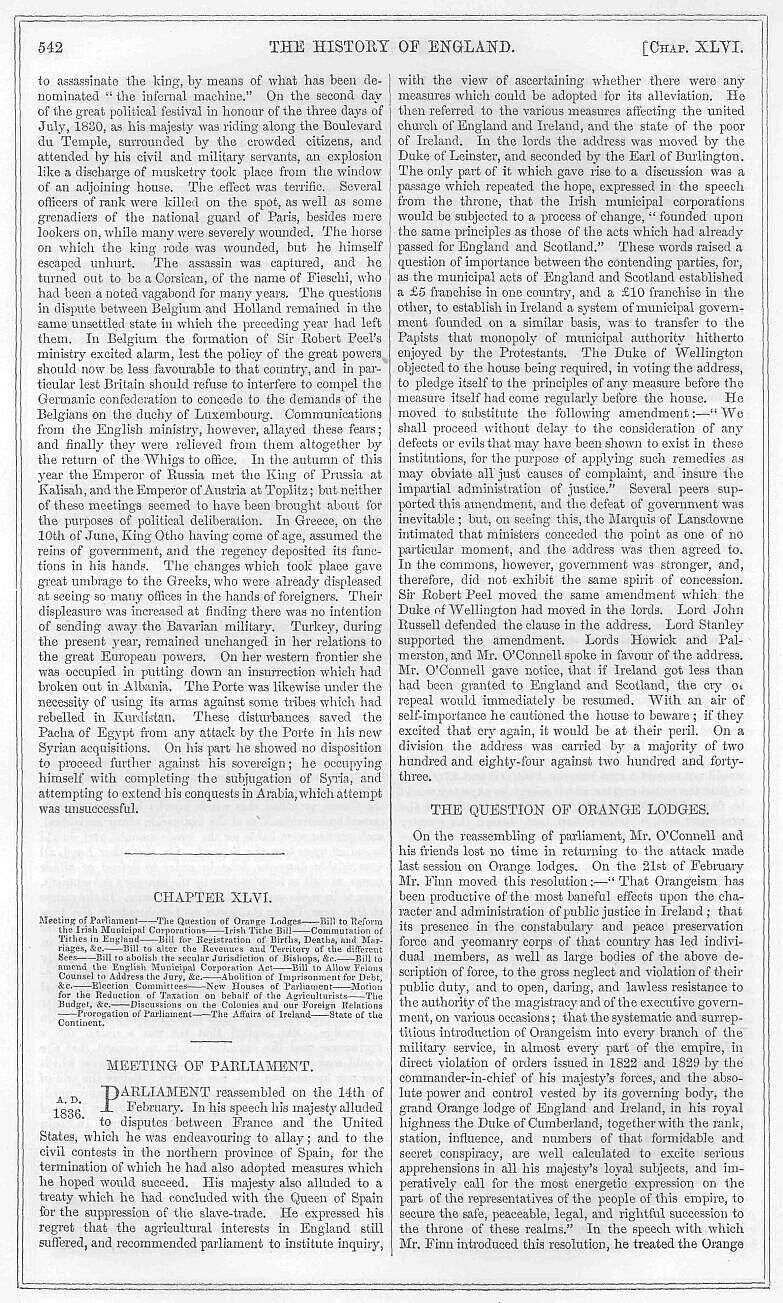 542
THE HISTORY OF ENGLAND.
[CHAP. XLVI.
to assassinate the king, by means of what has been de-
nominated “ the infernal machine.” On the second day
of the great political festival in honour of the three days of
July, 1830, as his majesty was riding along the Boulevard
du Temple, surrounded by the crowded citizens, and
attended by his civil and military servants, an explosion
like a discharge of musketry took place from the window
of an adjoining house. The effect was terrific. Several
officers of rank were killed on the spot, as well as some
grenadiers of the national guard of Paris, besides mere
lookers on, while many were severely wounded. The horse
on which the king rode was wounded, but he himself
escaped unhurt. The assassin was captured, and he
turned out to be a Corsican, of the name of Fieschi, who
had been a noted vagabond for many years. The questions
in dispute between Belgium and Holland remained in the
same unsettled state in which the preceding year had left
them. In Belgium the formation of Sir Robert Peel's
ministry excited alarm, lest the policy of the great powers
should now be less favourable to that country, and in par-
ticular lest Britain should refuse to interfere to compel the
Germanic confederation to concede to the demands of the
Belgians on the duchy of Luxembourg. Communications
from the English ministry, however, allayed these fears;
and finally they were relieved from them altogether by
the return of the Whigs to office. In the autumn of this
year the Emperor of Russia met the King of Prussia at
Kalisah, and the Emperor of Austria at Toplitz; but neither
of these meetings seemed to have been brought about for
the purposes of political deliberation. In Greece, on the
10th of June, King Otho having come of age, assumed the
reins of government, and the regency deposited its func-
tions in his hands. The changes which took place gave
great umbrage to the Greeks, who were already displeased
at seeing so many offices in the hands of foreigners. Their
displeasure was increased at finding there was no intention
of sending away the Bavarian military. Turkey, during
the present year, remained unchanged in her relations to
the great European powers. On her western frontier she
was occupied in putting down an insurrection which had
broken out in Albania. The Porte was likewise under the
necessity of using its arms against some tribes which had
rebelled in Kurdistan. These disturbances saved the
Pacha of Egypt from any attack by the Porte in his new
Syrian acquisitions. On his part he showed no disposition
to proceed further against his sovereign; he occupying
himself with completing the subjugation of Syria, and
attempting to extend his conquests in Arabia, which attempt
was unsuccessful.
CHAPTER XLVI.
Meeting of Parliament——The Question of Orange Lodges——Bill to Reform
the Irish Municipal Corporations——Irish Tithe Bill——Commutation of
Tithes in England——Bill for Registration of Births, Deaths, and Mar-
riages, &c.——Bill to alter the Revenues and Territory of the different
Sees——Bill to abolish the secular Jurisdiction of Bishops, &c.——Bill to
amend the English Municipal Corporation Act——Bill to Allow Felons
Counsel to Address the Jury, &c.——Abolition of Imprisonment for Debt,
&c.——Election Committees——New Houses of Parliament——Motion
for the Reduction of Taxation on behalf of the Agriculturists——The
Budget, &c.——Discussions on the Colonies and our Foreign Relations
——Prorogation of Parliament——The Affairs of Ireland——State of the
Continent.
MEETING OF PARLIAMENT.
A. D.
1836.
PARLIAMENT reassembled on the 14th of
February. In his speech his majesty alluded
to disputes between France and the United
States, which he was endeavouring to allay; and to the
civil contests in the northern province of Spain, for the
termination of which he had also adopted measures which
he hoped would succeed. His majesty also alluded to a
treaty which he had concluded with the Queen of Spain
for the suppression of the slave-trade. He expressed his
regret that the agricultural interests in England still
suffered, and recommended parliament to institute inquiry,
with the view of ascertaining whether there were any
measures which could be adopted for its alleviation. He
then referred to the various measures affecting the united
church of England and Ireland, and the state of the poor
of Ireland. In the lords the address was moved by the
Duke of Leinster, and seconded by the Earl of Burlington.
The only part of it which gave rise to a discussion was a
passage which repeated the hope, expressed in the speech
from the throne, that the Irish municipal corporations
would be subjected to a process of change, “ founded upon
the same principles as those of the acts which had already
passed for England and Scotland.” These words raised a
question of importance between the contending parties, for,
as the municipal acts of England and Scotland established
a £5 franchise in one country, and a £10 franchise in the
other, to establish in Ireland a system of municipal govern-
ment founded on a similar basis, was to transfer to the
Papists that monopoly of municipal authority hitherto
enjoyed by the Protestants. The Duke of Wellington
objected to the house being required, in voting the address,
to pledge itself to the principles of any measure before the
measure itself had come regularly before the house. He
moved to substitute the following amendment:—“ We
shall proceed without delay to the consideration of any
defects or evils that may have been shown to exist in these
institutions, for the purpose of applying such remedies as
may obviate all just causes of complaint, and insure the
impartial administration of justice.” Several peers sup-
ported this amendment, and the defeat of government was
inevitable; but, on seeing this, the Marquis of Lansdowne
intimated that ministers conceded the point as one of no
particular moment, and the address was then agreed to.
In the commons, however, government was stronger, and,
therefore, did not exhibit the same spirit of concession.
Sir Robert Peel moved the same amendment which the
Duke of Wellington had moved in the lords. Lord John
Russell defended the clause in the address. Lord Stanley
supported the amendment. Lords Howick and Pal-
merston, and Mr. O'Connell spoke in favour of the address.
Mr. O'Connell gave notice, that if Ireland got less than
had been granted to England and Scotland, the cry of
repeal would immediately be resumed. With an air of
self-importance he cautioned the house to beware; if they
excited that cry again, it would be at their peril. On a
division the address was carried by a majority of two
hundred and eighty-four against two hundred and forty-
three.
THE QUESTION OF ORANGE LODGES.
On the reassembling of parliament, Mr. O'Connell and
his friends lost no time in returning to the attack made
last session on Orange lodges. On the 21st of February
Mr. Finn moved this resolution:—“ That Orangeism has
been productive of the most baneful effects upon the cha-
racter and administration of public justice in Ireland; that
its presence in the constabulary and peace preservation
force and yeomanry corps of that country has led indivi-
dual members, as well as large bodies of the above de-
scription of force, to the gross neglect and violation of their
public duty, and to open, daring, and lawless resistance to
the authority of the magistracy and of the executive govern-
ment, on various occasions; that the systematic and surrep-
titious introduction of Orangeism into every branch of the
military service, in almost every part of the empire, in
direct violation of orders issued in 1822 and 1829 by the
commander-in-chief of his majesty's forces, and the abso-
lute power and control vested by its governing body, the
grand Orange lodge of England and Ireland, in his royal
highness the Duke of Cumberland, together with the rank,
station, influence, and numbers of that formidable and
secret conspiracy, are well calculated to excite serious
apprehensions in all his majesty's loyal subjects, and im-
peratively call for the most energetic expression on the
part of the representatives of the people of this empire, to
secure the safe, peaceable, legal, and rightful succession to
the throne of these realms.” In the speech with which
Mr. Finn introduced this resolution, he treated the Orange